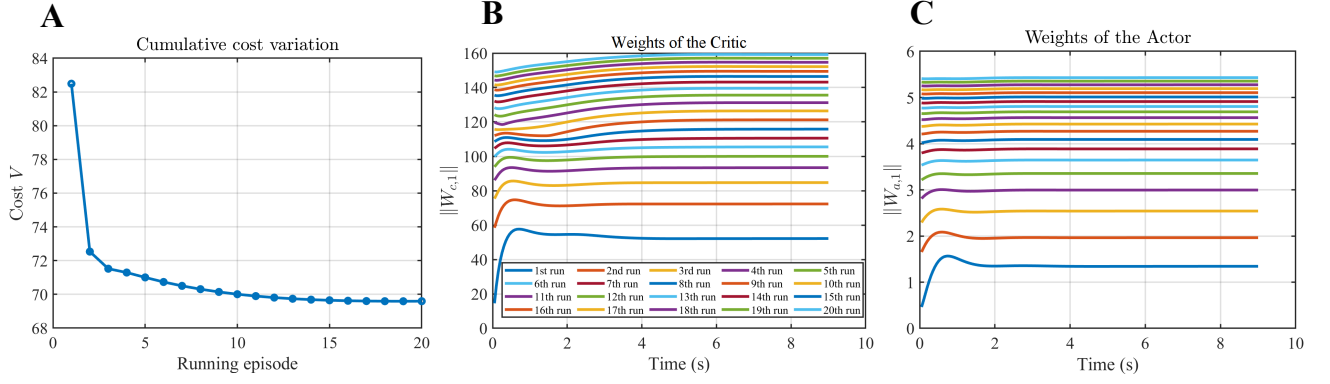 A
Cumulative cost variation
84
82
80
78
76
74
72
70
68
0
5
10
15
20
Cost V
Running episode
B
Weights of the Critic
160
140
120
100
80
60
40
20
0
0
2
4
6
8
10
||W_{c,1}||
Time (s)
1st run 2nd run 3rd run 4th run 5th run
6th run 7th run 8th run 9th run 10th run
11th run 12th run 13th run 14th run 15th run
16th run 17th run 18th run 19th run 20th run
C
Weights of the Actor
6
5
4
3
2
1
0
0
2
4
6
8
10
||W_{a,1}||
Time (s)